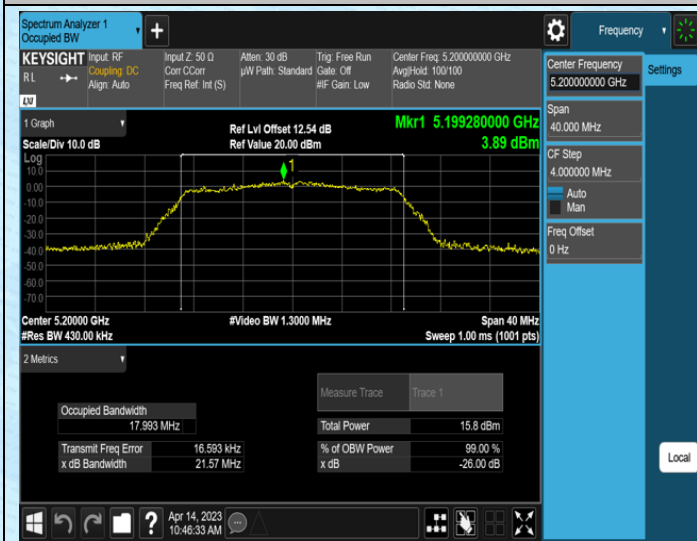 Spectrum Analyzer 1
Occupied BW
Frequency
KEYSIGHT
R L
LXI
Input: RF
Coupling: DC
Align: Auto
Input Z: 50 Ω
Corr CCorr
Freq Ref: Int (S)
Atten: 30 dB
µW Path: Standard
Trig: Free Run
Gate: Off
#IF Gain: Low
Center Freq: 5.200000000 GHz
Avg|Hold: 100/100
Radio Std: None
Center Frequency
5.200000000 GHz
Settings
Span
40.000 MHz
CF Step
4.000000 MHz
Auto
Man
Freq Offset
0 Hz
Local
1 Graph
Scale/Div 10.0 dB
Ref Lvl Offset 12.54 dB
Ref Value 20.00 dBm
Mkr1 5.199280000 GHz
3.89 dBm
Log
10.0
0.00
-10.0
-20.0
-30.0
-40.0
-50.0
-60.0
-70.0
1
Center 5.20000 GHz
#Res BW 430.00 kHz
#Video BW 1.3000 MHz
Span 40 MHz
Sweep 1.00 ms (1001 pts)
2 Metrics
Measure Trace
Trace 1
Occupied Bandwidth
17.993 MHz
Total Power
15.8 dBm
Transmit Freq Error
16.593 kHz
% of OBW Power
99.00 %
x dB Bandwidth
21.57 MHz
x dB
-26.00 dB
?
Apr 14, 2023
10:46:33 AM